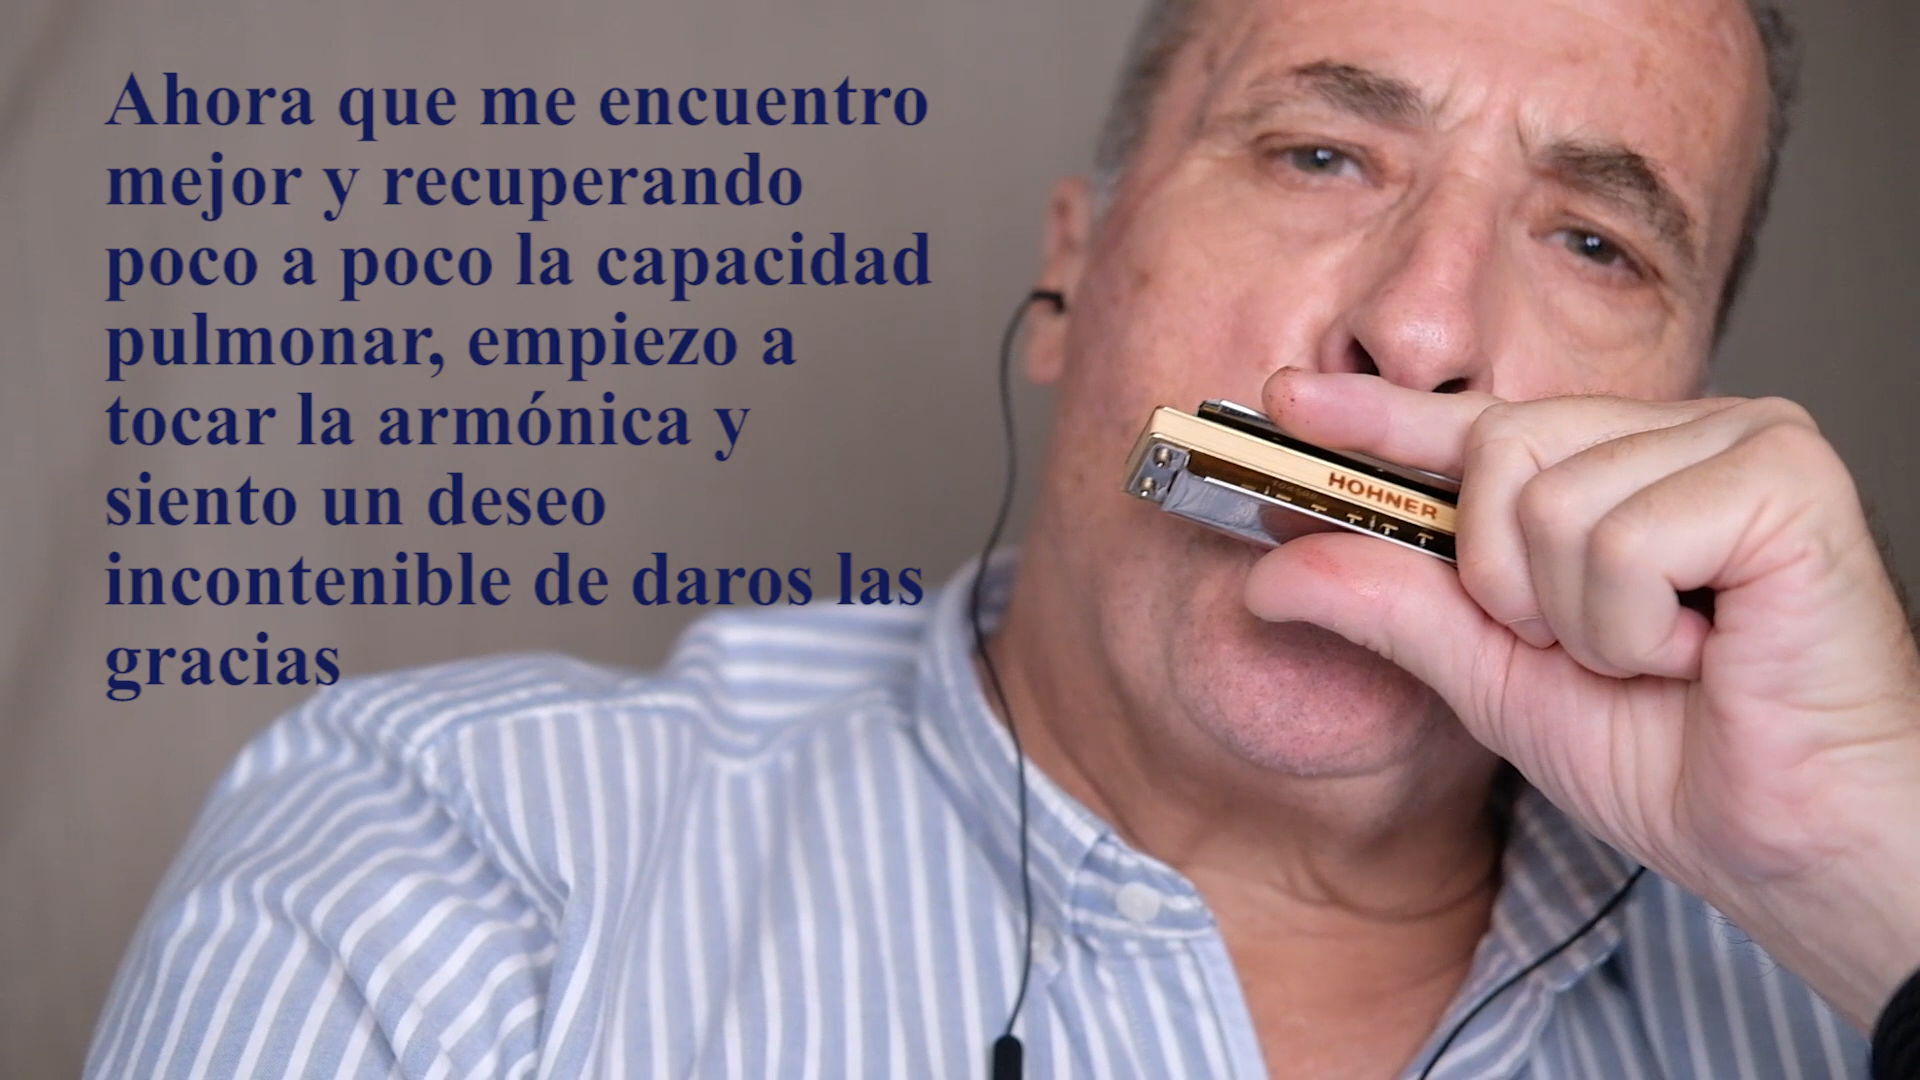 Ahora que me encuentro
mejor y recuperando
poco a poco la capacidad
pulmonar, empiezo a
tocar la armónica y
siento un deseo
incontenible de daros las
gracias
HOHNER